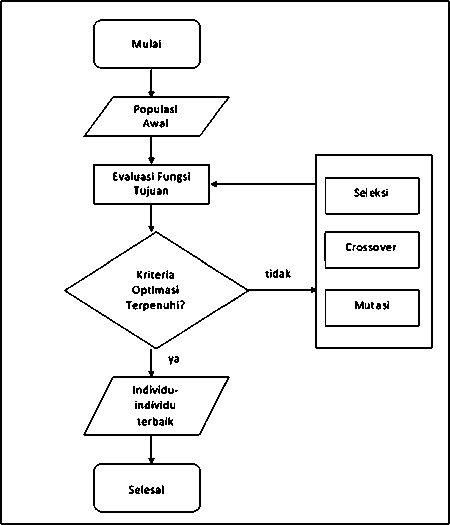 Mulai
Populasi
Awal
Evaluasi Fungsi
Tujuan
Seleksi
Crossover
Mutasi
Kriteria
Optimasi
Terpenuhi?
tidak
ya
Individu-
individu
terbaik
Selesai